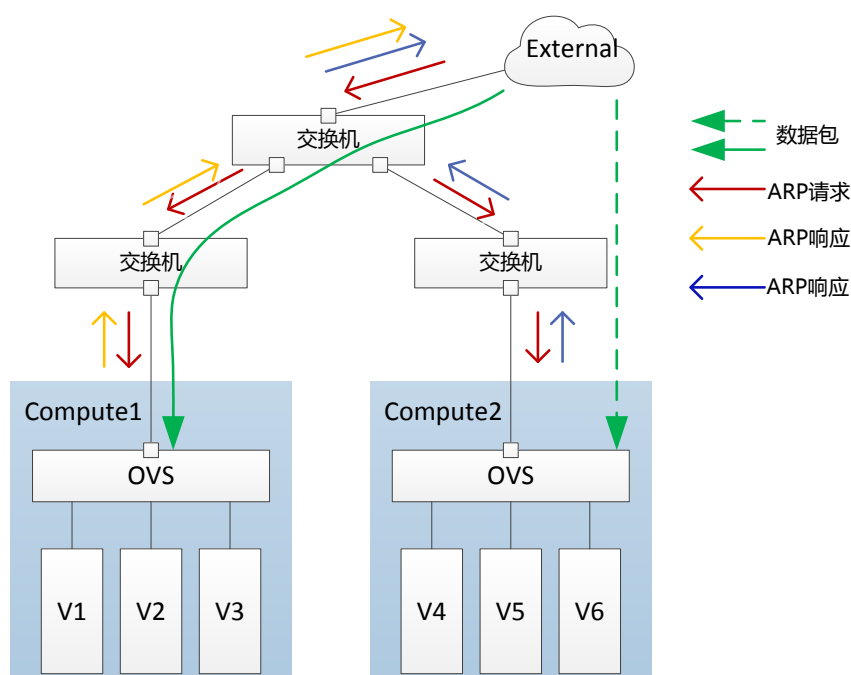 External
交换机
数据包
ARP请求
ARP响应
ARP响应
交换机
交换机
Compute1
Compute2
OVS
OVS
V1
V2
V3
V4
V5
V6